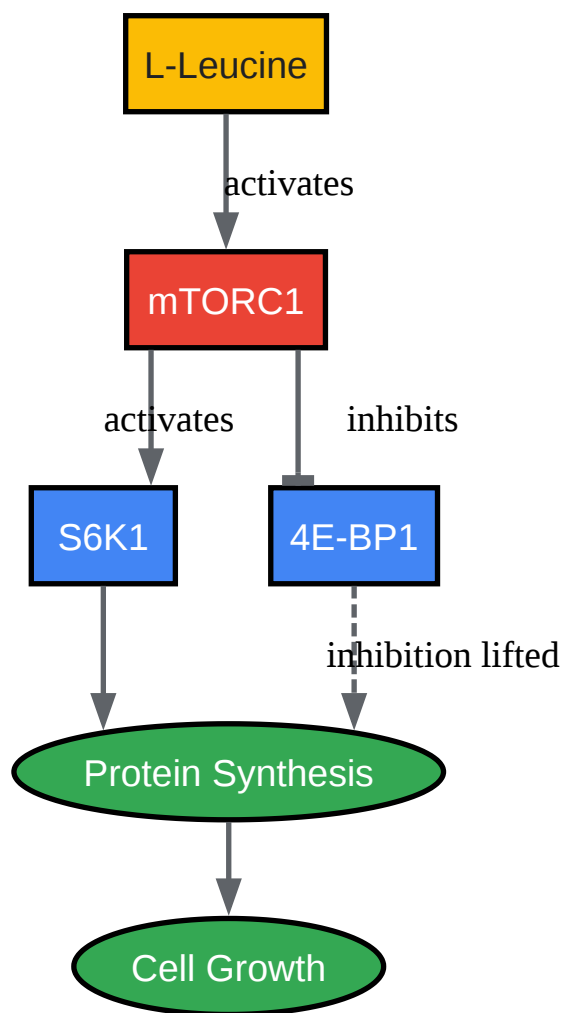 L-Leucine
activates
mTORC1
activates
inhibits
S6K1
4E-BP1
inhibition lifted
Protein Synthesis
Cell Growth